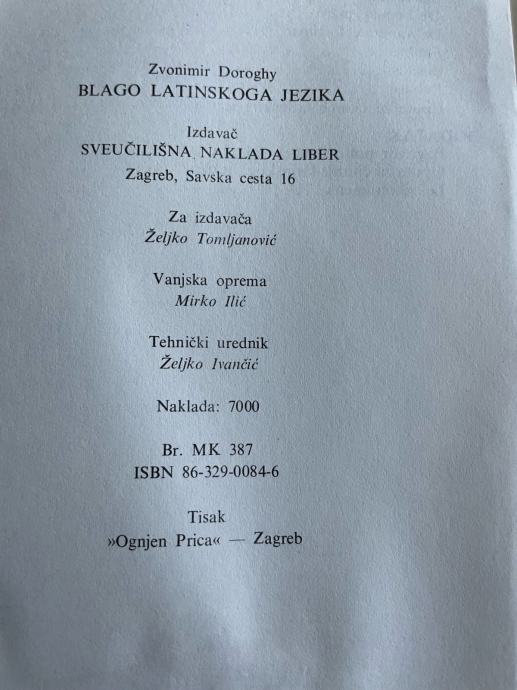 Zvonimir Doroghy
BLAGO LATINSKOGA JEZIKA
Izdavač
SVEUČILIŠNA NAKLADA LIBER
Zagreb, Savska cesta 16
Za izdavača
Željko Tomljanović
Vanjska oprema
Mirko Ilić
Tehnički urednik
Željko Ivančić
Naklada: 7000
Br. MK 387
ISBN 86-329-0084-6
Tisak
»Ognjen Prica« — Zagreb